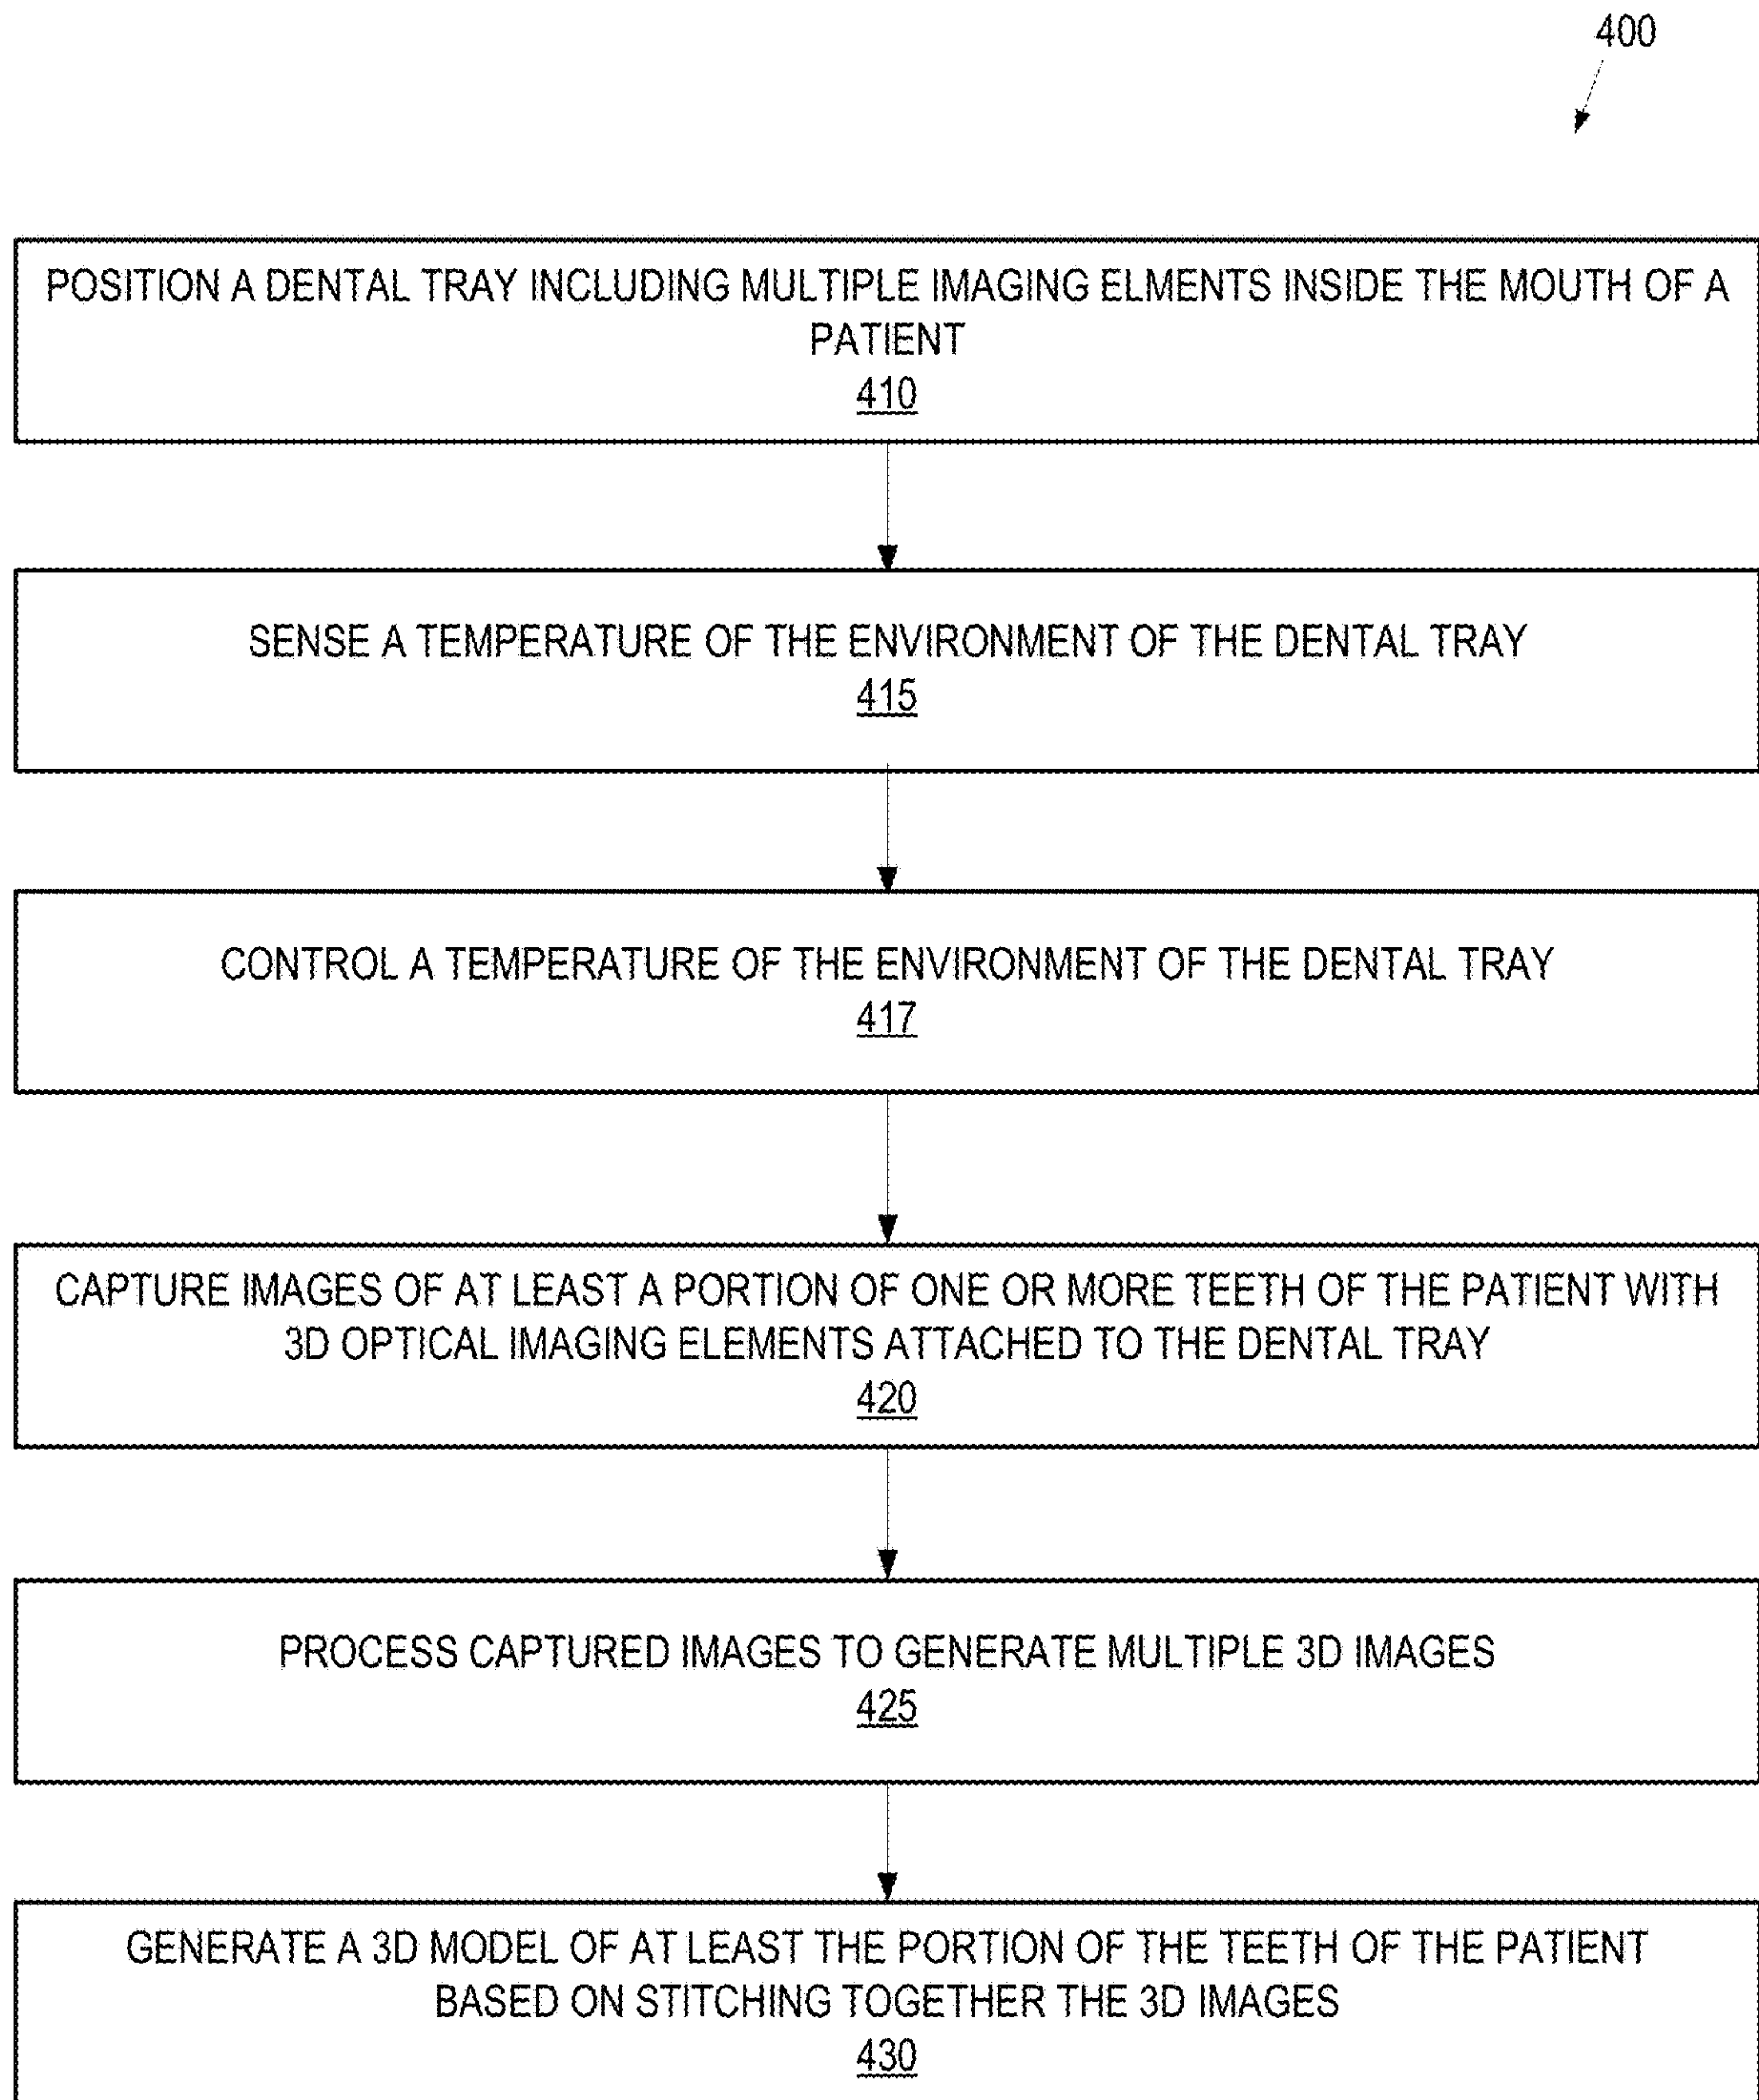 400
POSITION A DENTAL TRAY INCLUDING MULTIPLE IMAGING ELMENTS INSIDE THE MOUTH OF A
PATIENT
410
SENSE A TEMPERATURE OF THE ENVIRONMENT OF THE DENTAL TRAY
415
CONTROL A TEMPERATURE OF THE ENVIRONMENT OF THE DENTAL TRAY
417
CAPTURE IMAGES OF AT LEAST A PORTION OF ONE OR MORE TEETH OF THE PATIENT WITH
3D OPTICAL IMAGING ELEMENTS ATTACHED TO THE DENTAL TRAY
420
PROCESS CAPTURED IMAGES TO GENERATE MULTIPLE 3D IMAGES
425
GENERATE A 3D MODEL OF AT LEAST THE PORTION OF THE TEETH OF THE PATIENT
BASED ON STITCHING TOGETHER THE 3D IMAGES
430